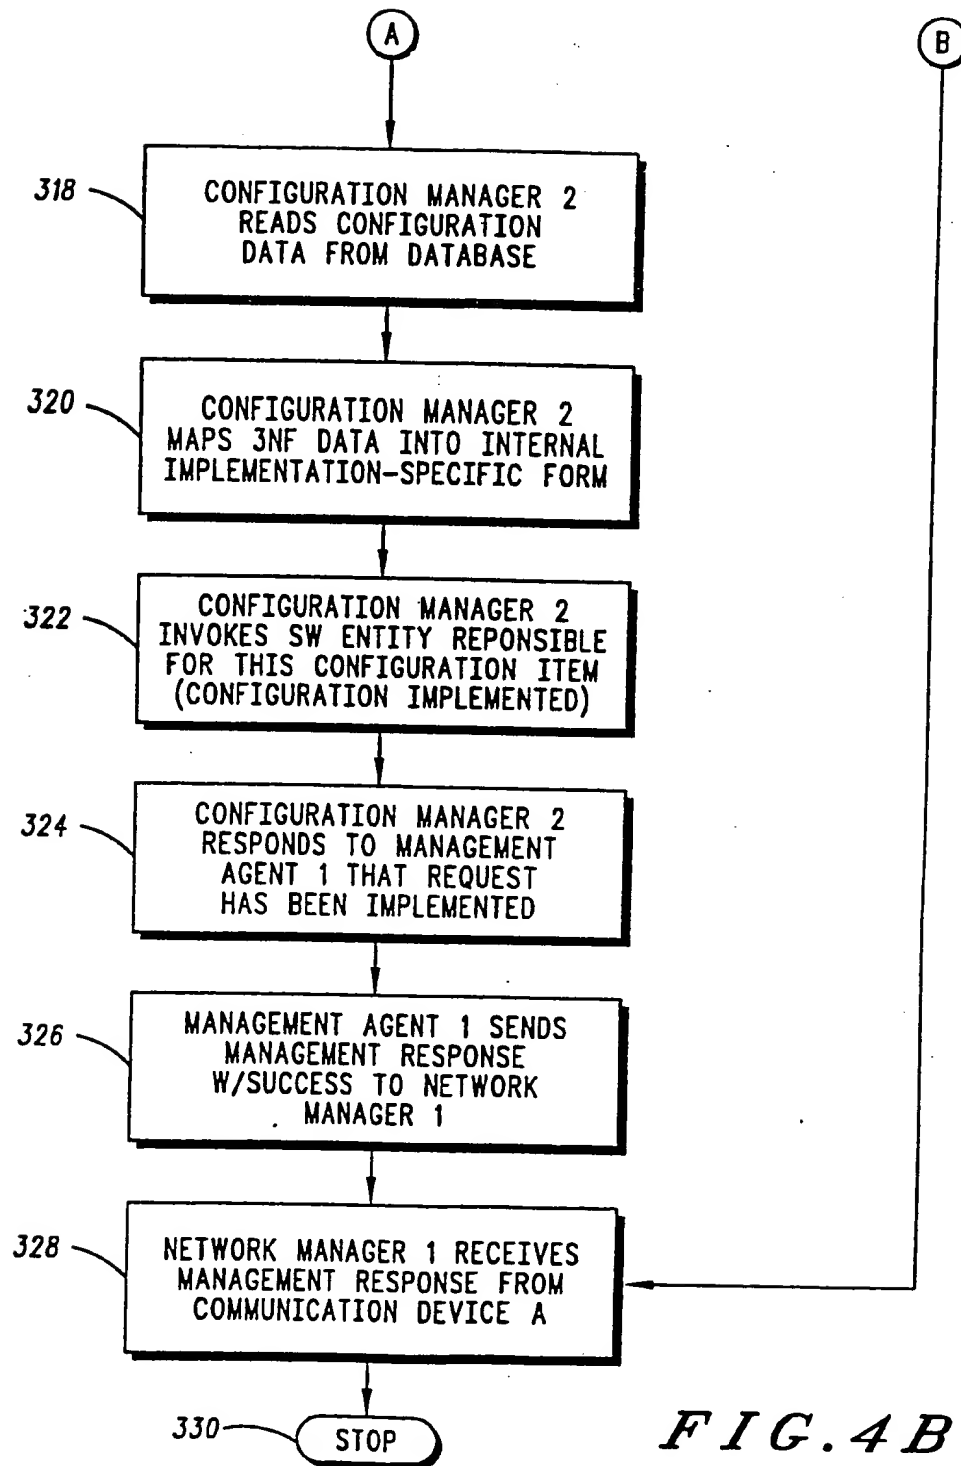 A
B
318
CONFIGURATION MANAGER 2
READS CONFIGURATION
DATA FROM DATABASE
320
CONFIGURATION MANAGER 2
MAPS 3NF DATA INTO INTERNAL
IMPLEMENTATION-SPECIFIC FORM
322
CONFIGURATION MANAGER 2
INVOKES SW ENTITY REPONSIBLE
FOR THIS CONFIGURATION ITEM
(CONFIGURATION IMPLEMENTED)
324
CONFIGURATION MANAGER 2
RESPONDS TO MANAGEMENT
AGENT 1 THAT REQUEST
HAS BEEN IMPLEMENTED
326
MANAGEMENT AGENT 1 SENDS
MANAGEMENT RESPONSE
W/SUCCESS TO NETWORK
MANAGER 1
328
NETWORK MANAGER 1 RECEIVES
MANAGEMENT RESPONSE FROM
COMMUNICATION DEVICE A
330
STOP
FIG.4B